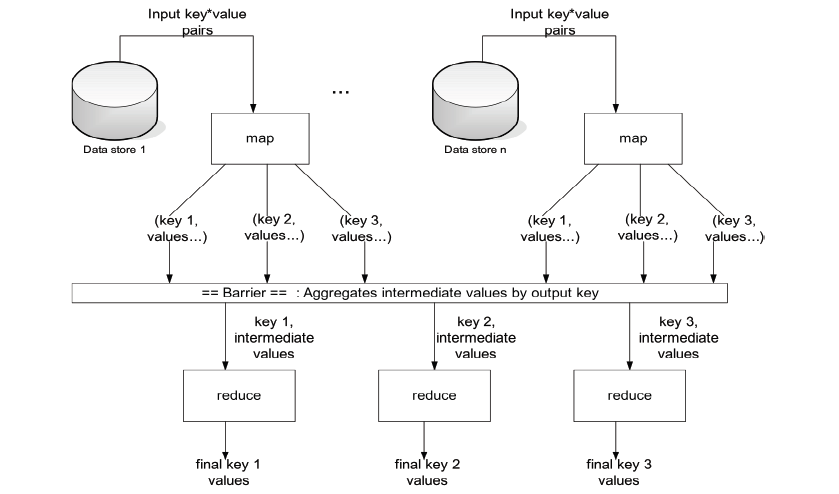 Input key*value
pairs
Input key*value
pairs
...
Data store 1
map
Data store n
map
(key 1,
values...)
(key 2,
values...)
(key 3,
values...)
(key 1,
values...)
(key 2,
values...)
(key 3,
values...)
== Barrier == : Aggregates intermediate values by output key
key 1,
intermediate
values
key 2,
intermediate
values
key 3,
intermediate
values
reduce
reduce
reduce
final key 1
values
final key 2
values
final key 3
values